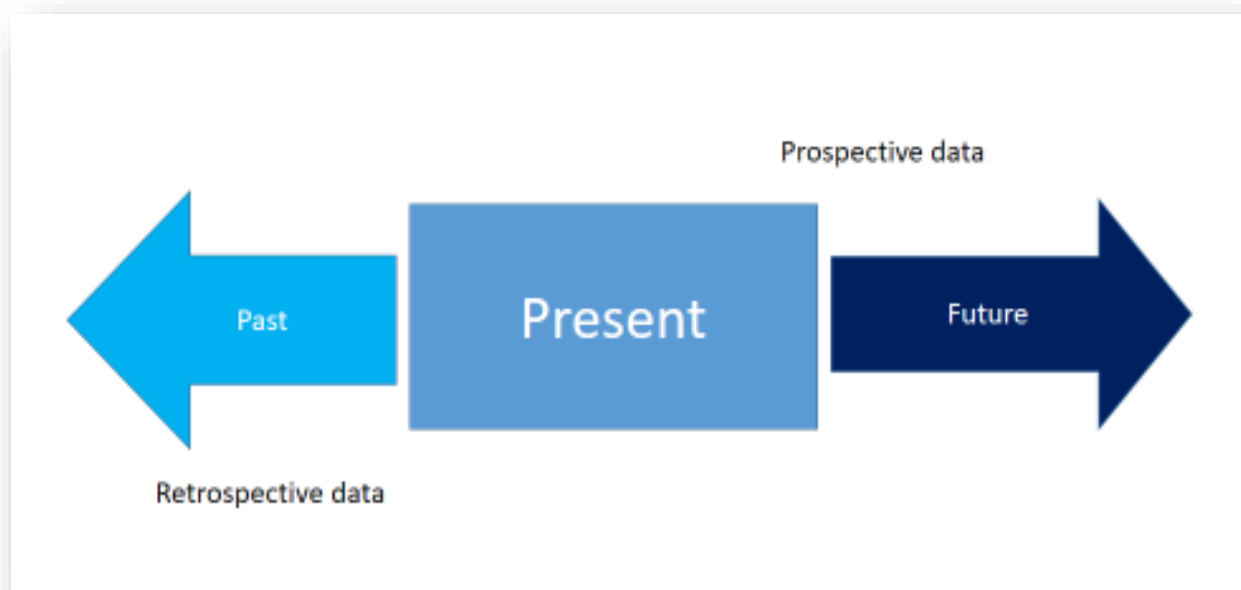 Prospective data
Past
Present
Future
Retrospective data